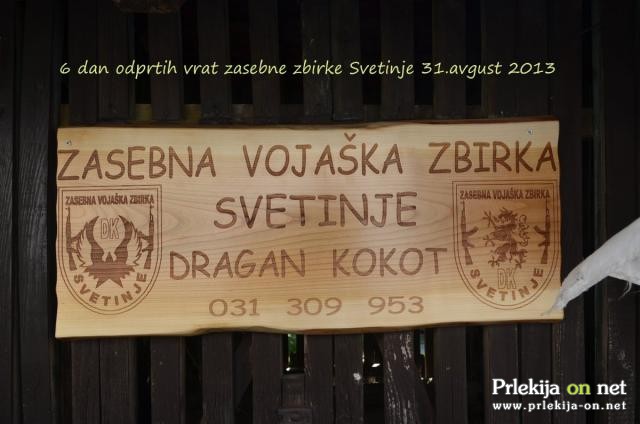 6 dan odprtih vrat zasebne zbirke Svetinje 31.avgust 2013
ZASEBNA VOJAŠKA ZBIRKA
SVETINJE
DRAGAN KOKOT
031 309 953
ZASEBNA VOJAŠKA ZBIRKA
DK
SVETINJE
ZASEBNA VOJAŠKA ZBIRKA
DK
SVETINJE
Prlekija on net
www.prlekija-on.net